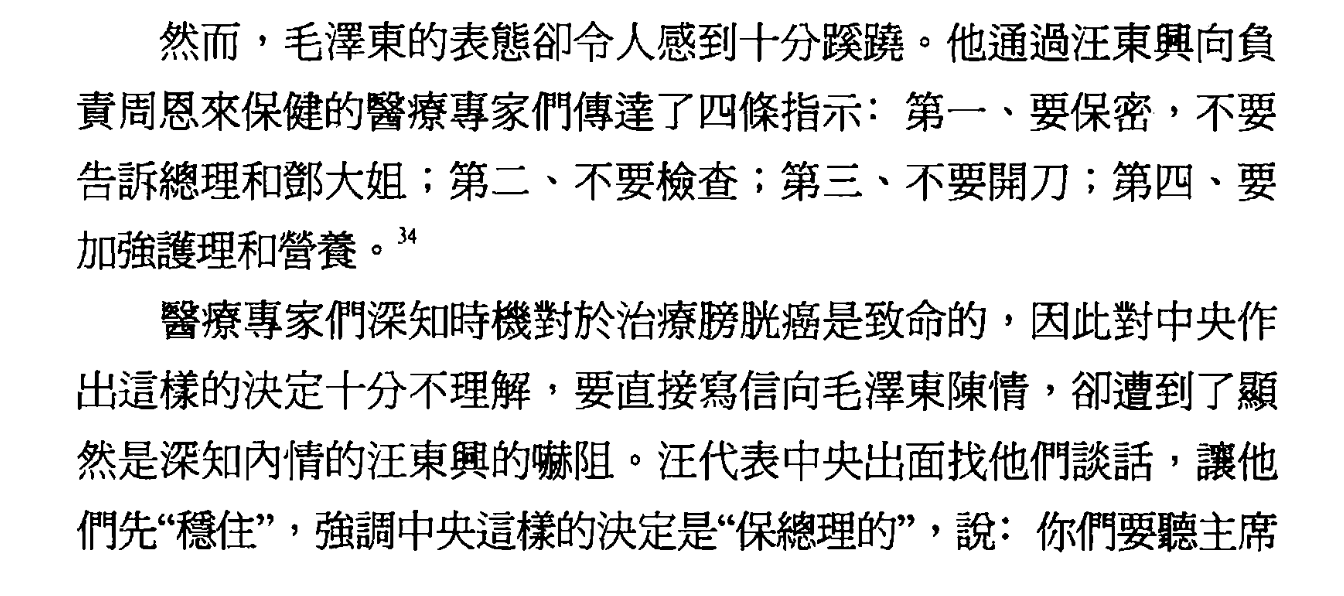 然而，毛澤東的表態卻令人感到十分蹊蹺。他通過汪東興向負
責周恩來保健的醫療專家們傳達了四條指示：第一、要保密，不要
告訴總理和鄧大姐；第二、不要檢查；第三、不要開刀；第四、要
加強護理和營養。34
醫療專家們深知時機對於治療膀胱癌是致命的，因此對中央作
出這樣的決定十分不理解，要直接寫信向毛澤東陳情，卻遭到了顯
然是深知內情的汪東興的嚇阻。汪代表中央出面找他們談話，讓他
們先“穩住”，強調中央這樣的決定是“保總理的”，說：你們要聽主席